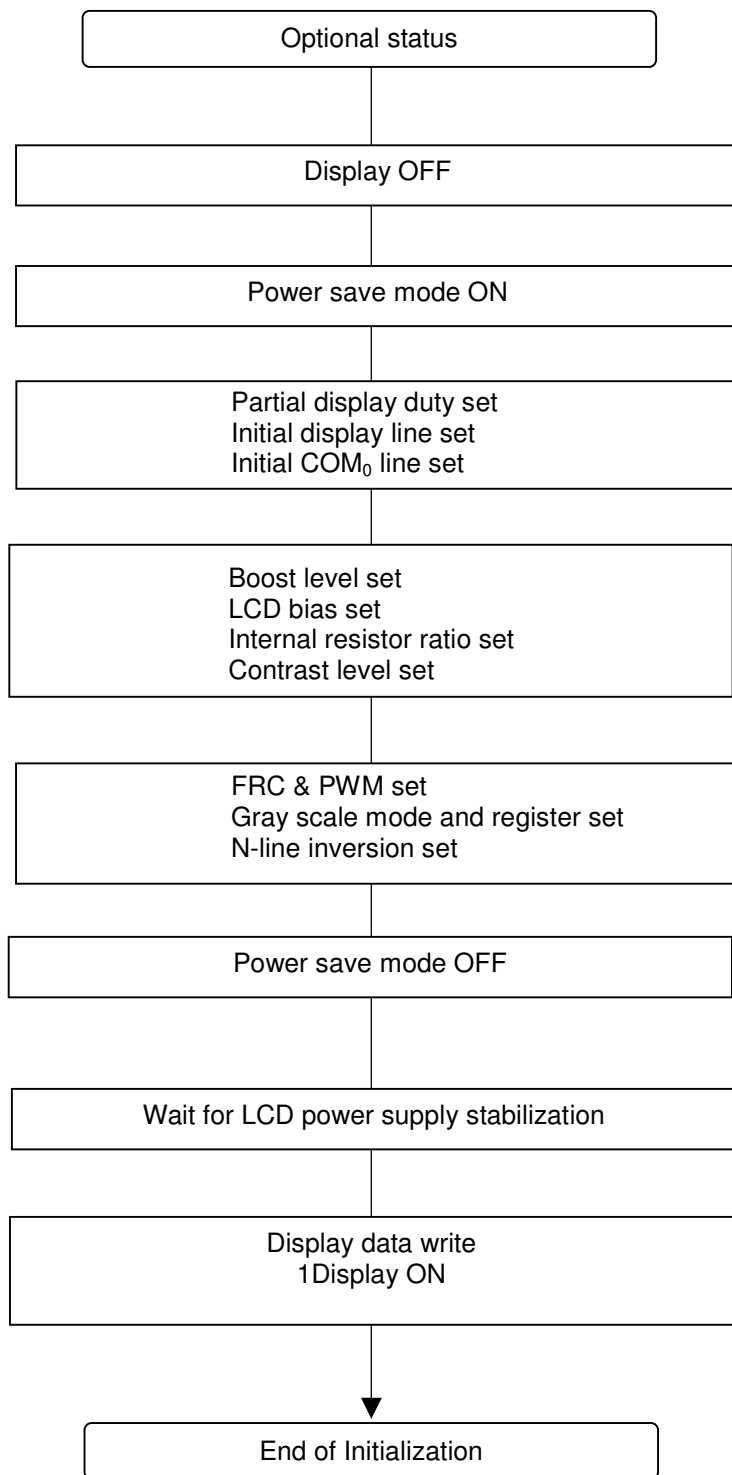 Optional status
Display OFF
Power save mode ON
Partial display duty set
Initial display line set
Initial COM₀ line set
Boost level set
LCD bias set
Internal resistor ratio set
Contrast level set
FRC & PWM set
Gray scale mode and register set
N-line inversion set
Power save mode OFF
Wait for LCD power supply stabilization
Display data write
1Display ON
End of Initialization